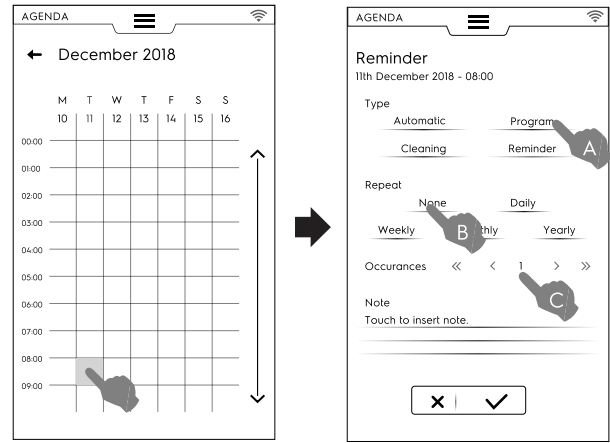 AGENDA
December 2018
M T W T F S S
10 11 12 13 14 15 16
00:00
01:00
02:00
03:00
04:00
05:00
06:00
07:00
08:00
09:00
AGENDA
Reminder
11th December 2018 - 08:00
Type
Automatic Program
A
Cleaning Reminder
Repeat
None Daily
B
Weekly thly Yearly
Occurances « < 1 > »
C
Note
Touch to insert note.